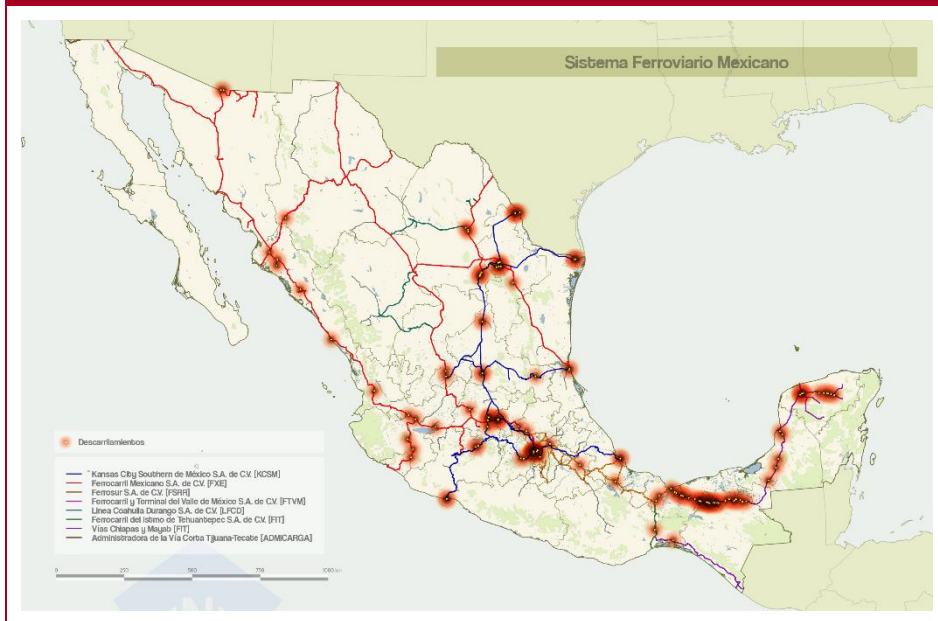 Sistema Ferroviario Mexicano
Descarrilamientos
Kansas City Southern de México S.A. de C.V. [KCSM]
Ferrocarril Mexicano S.A. de C.V. [FXE]
Ferrosur S.A. de C.V. [FSRR]
Ferrocarril y Terminal del Valle de México S.A. de C.V. [FTVM]
Línea Coahuila Durango S.A. de C.V. [LFCD]
Ferrocarril del Istmo de Tehuantepec S.A. de C.V. [FIT]
Vías Chiapas y Mayab [FIT]
Administradora de la Vía Corta Tijuana-Tecate [ADMICARGA]
0 250 500 750 1000 km